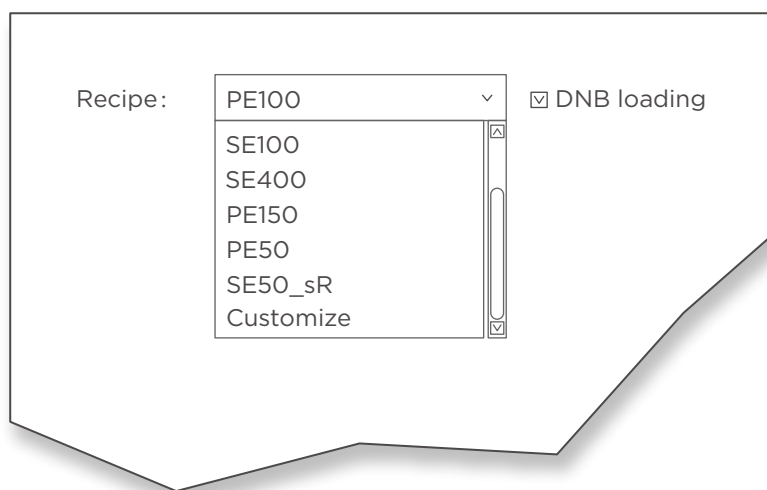 Recipe: PE100 DNB loading
SE100
SE400
PE150
PE50
SE50_sR
Customize